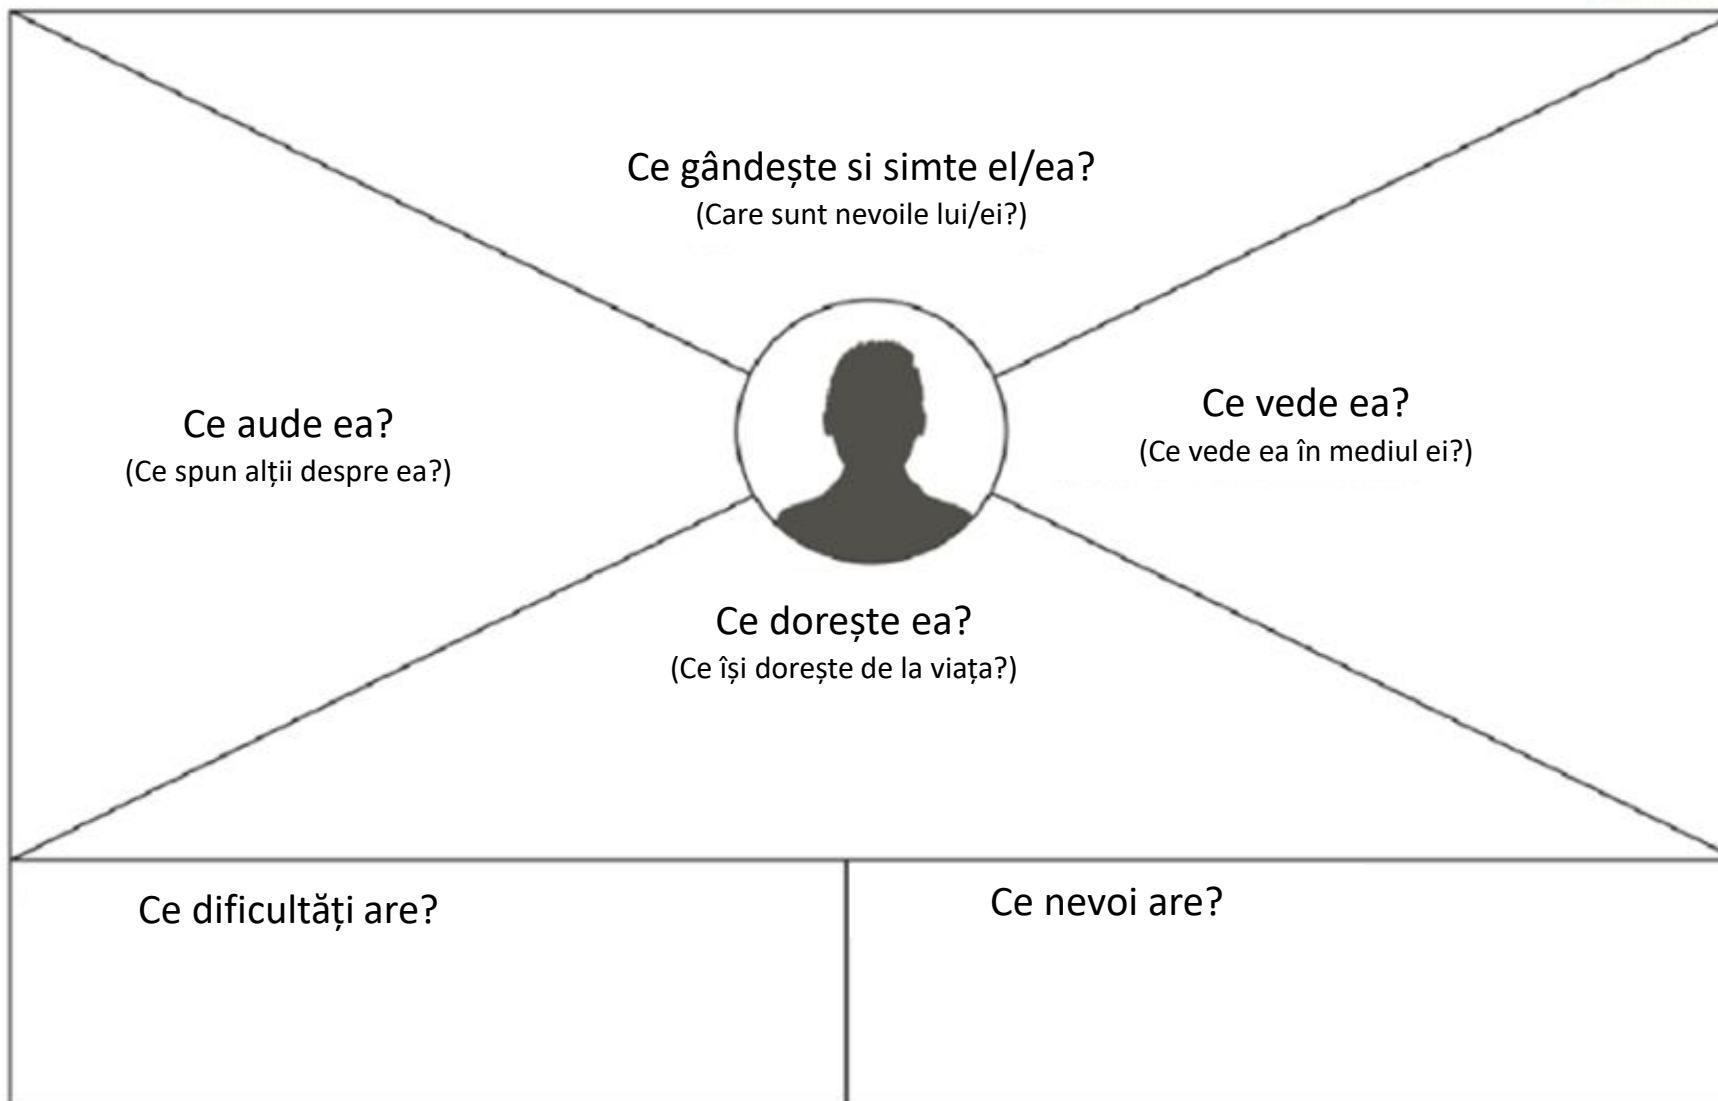 Ce gândește si simte el/ea?
(Care sunt nevoile lui/ei?)
Ce aude ea?
(Ce spun alții despre ea?)
Ce vede ea?
(Ce vede ea în mediul ei?)
Ce dorește ea?
(Ce își dorește de la viața?)
Ce dificultăți are?
Ce nevoi are?